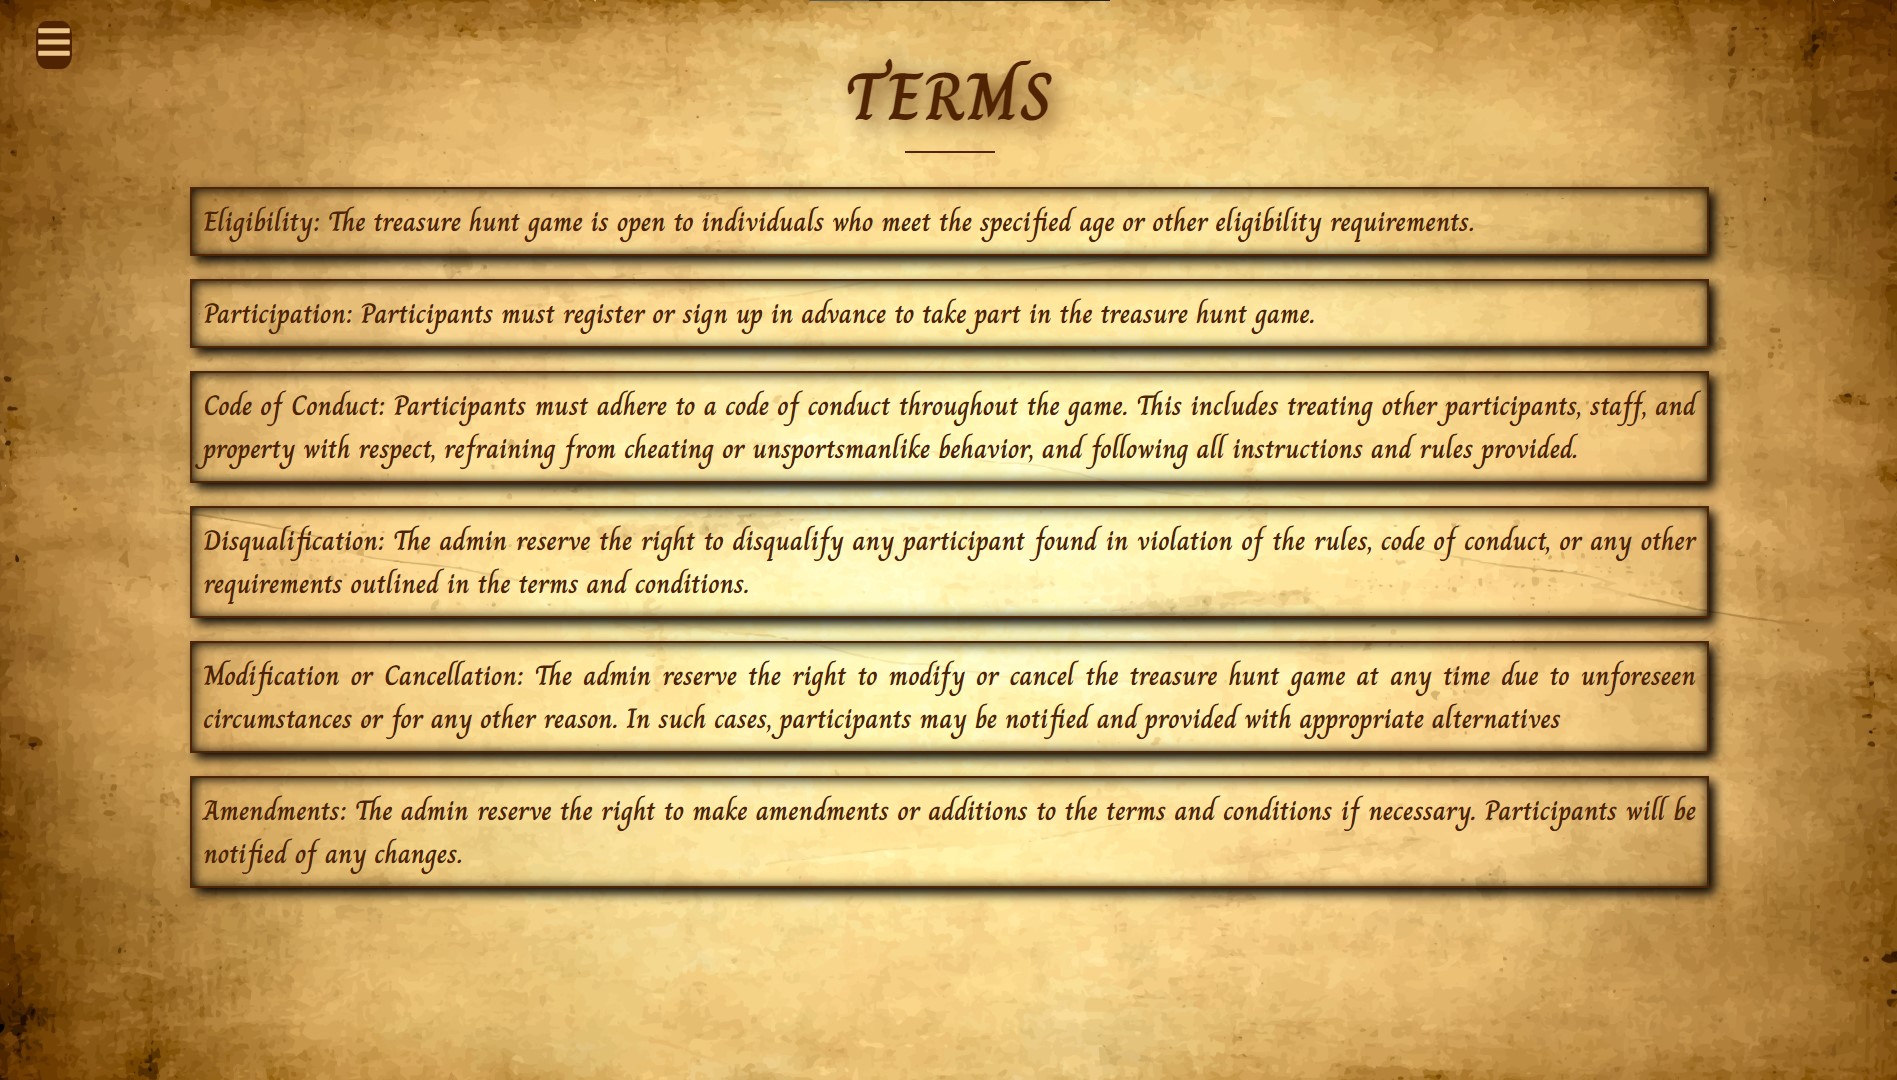 TERMS
Eligibility: The treasure hunt game is open to individuals who meet the specified age or other eligibility requirements.
Participation: Participants must register or sign up in advance to take part in the treasure hunt game.
Code of Conduct: Participants must adhere to a code of conduct throughout the game. This includes treating other participants, staff, and
property with respect, refraining from cheating or unsportsmanlike behavior, and following all instructions and rules provided.
Disqualification: The admin reserve the right to disqualify any participant found in violation of the rules, code of conduct, or any other
requirements outlined in the terms and conditions.
Modification or Cancellation: The admin reserve the right to modify or cancel the treasure hunt game at any time due to unforeseen
circumstances or for any other reason. In such cases, participants may be notified and provided with appropriate alternatives
Amendments: The admin reserve the right to make amendments or additions to the terms and conditions if necessary. Participants will be
notified of any changes.